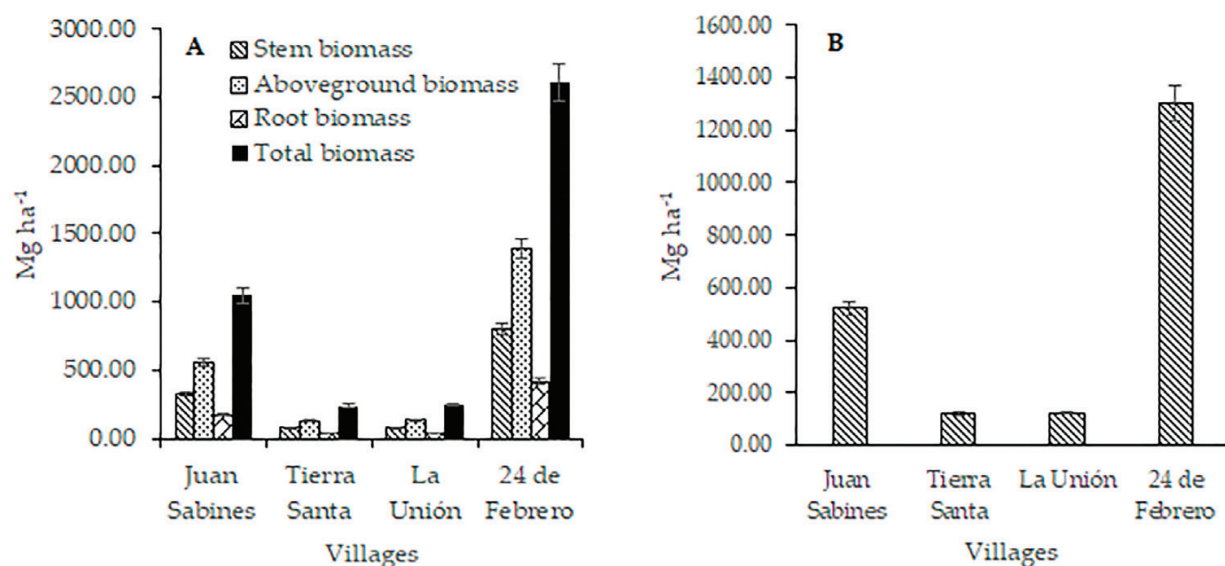 A
Stem biomass
Aboveground biomass
Root biomass
Total biomass
3000.00
2500.00
2000.00
1500.00
1000.00
500.00
0.00
Mg ha⁻¹
Juan Sabines
Tierra Santa
La Unión
24 de Febrero
Villages
B
1600.00
1400.00
1200.00
1000.00
800.00
600.00
400.00
200.00
0.00
Mg ha⁻¹
Juan Sabines
Tierra Santa
La Unión
24 de Febrero
Villages